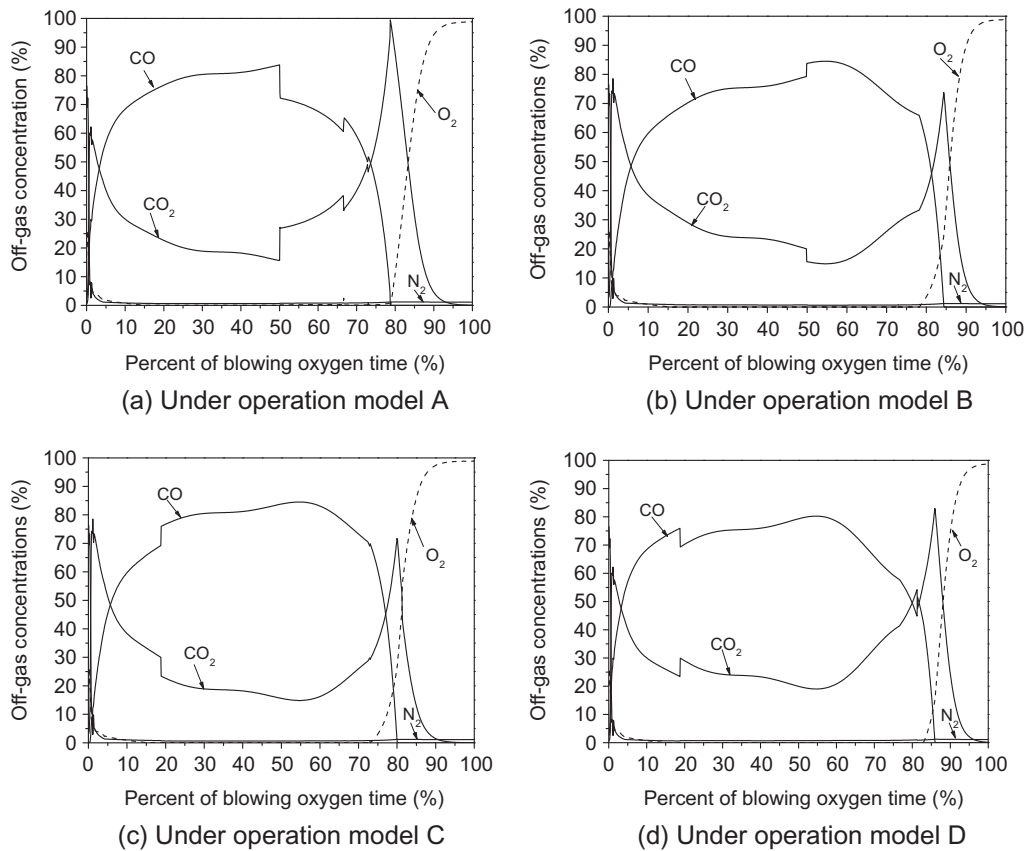 Off-gas concentration (%)
100
90
80
70
60
50
40
30
20
10
0
CO
CO2
O2
N2
0 10 20 30 40 50 60 70 80 90 100
Percent of blowing oxygen time (%)
(a) Under operation model A
Off-gas concentrations (%)
100
90
80
70
60
50
40
30
20
10
0
CO
CO2
O2
N2
0 10 20 30 40 50 60 70 80 90 100
Percent of blowing oxygen time (%)
(b) Under operation model B
Off-gas concentrations (%)
100
90
80
70
60
50
40
30
20
10
0
CO
CO2
O2
N2
0 10 20 30 40 50 60 70 80 90 100
Percent of blowing oxygen time (%)
(c) Under operation model C
Off-gas concentrations (%)
100
90
80
70
60
50
40
30
20
10
0
CO
CO2
O2
N2
0 10 20 30 40 50 60 70 80 90 100
Percent of blowing oxygen time (%)
(d) Under operation model D